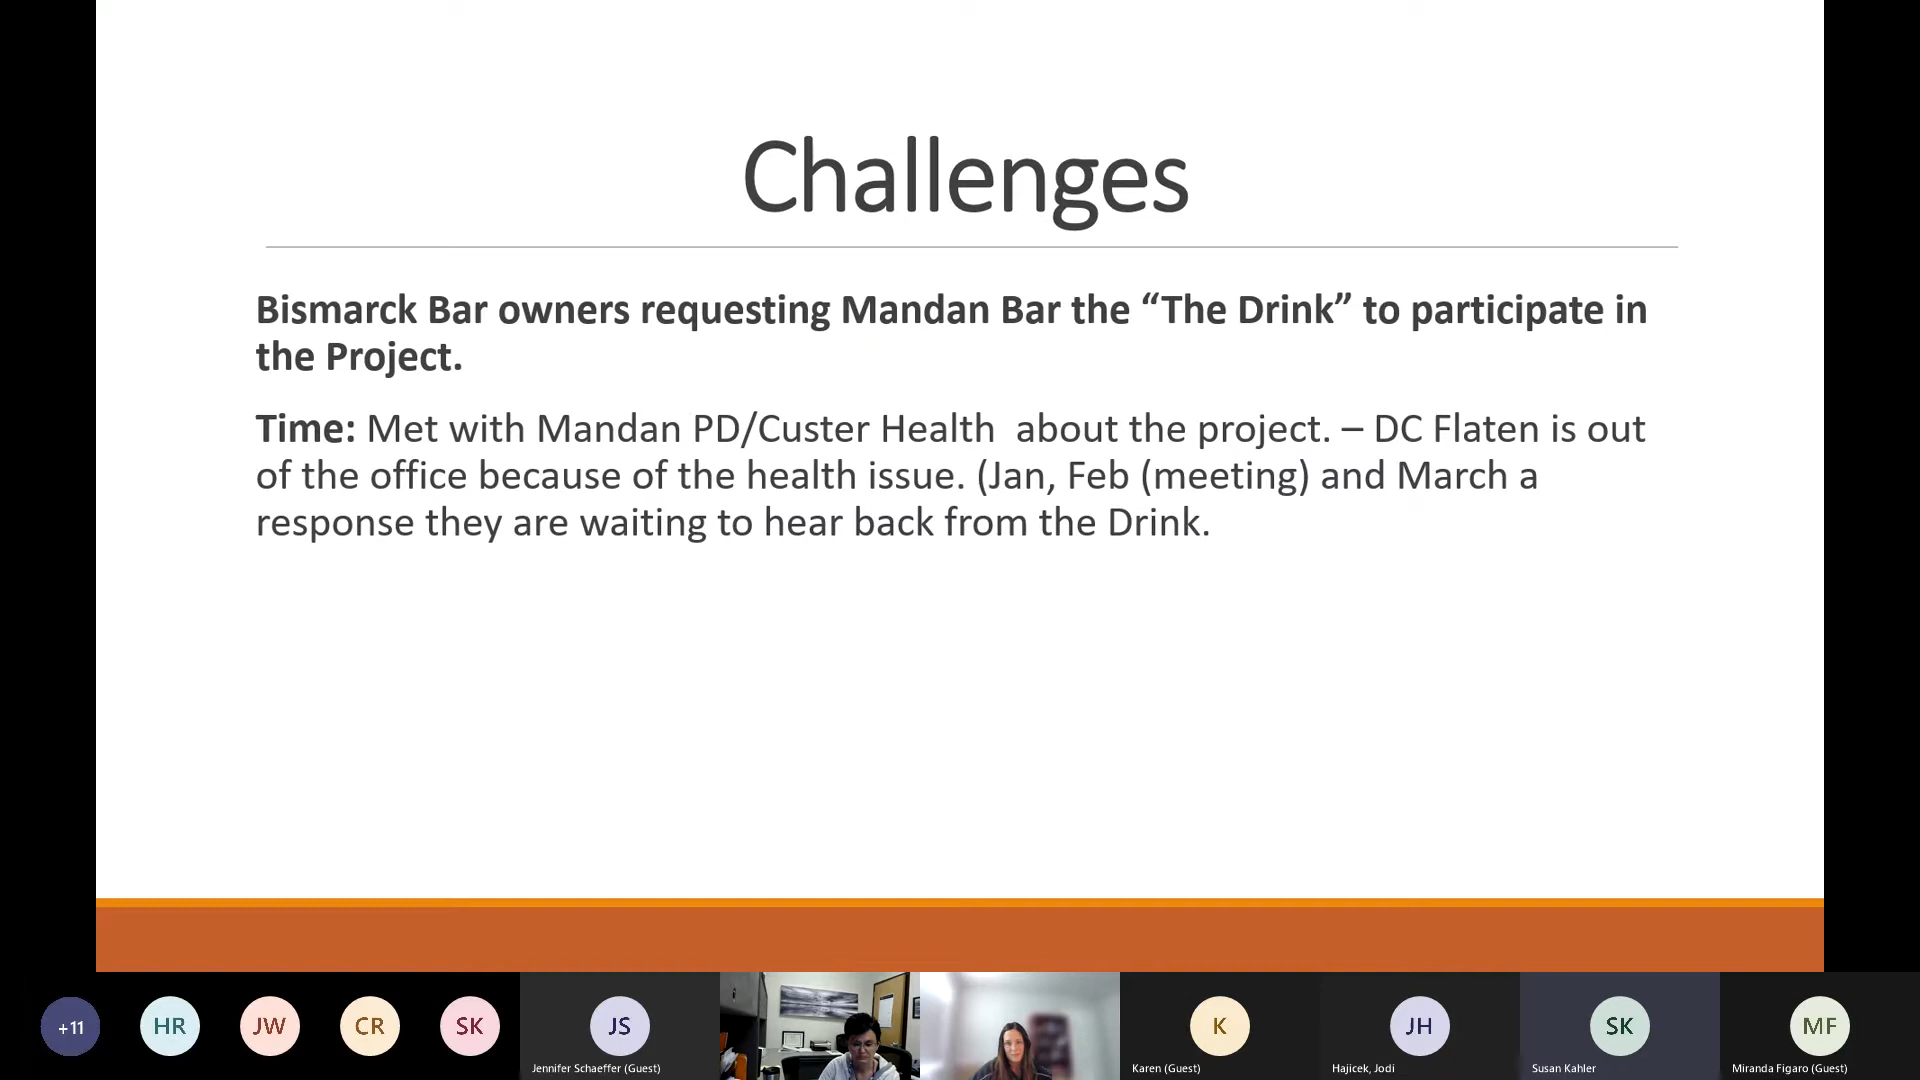 Challenges
Bismarck Bar owners requesting Mandan Bar the “The Drink” to participate in
the Project.
Time: Met with Mandan PD/Custer Health  about the project. – DC Flaten is out
of the office because of the health issue. (Jan, Feb (meeting) and March a
response they are waiting to hear back from the Drink.
+11
HR
JW
CR
SK
JS
K
JH
SK
MF
Jennifer Schaeffer (Guest)
Karen (Guest)
Hajicek, Jodi
Susan Kahler
Miranda Figaro (Guest)